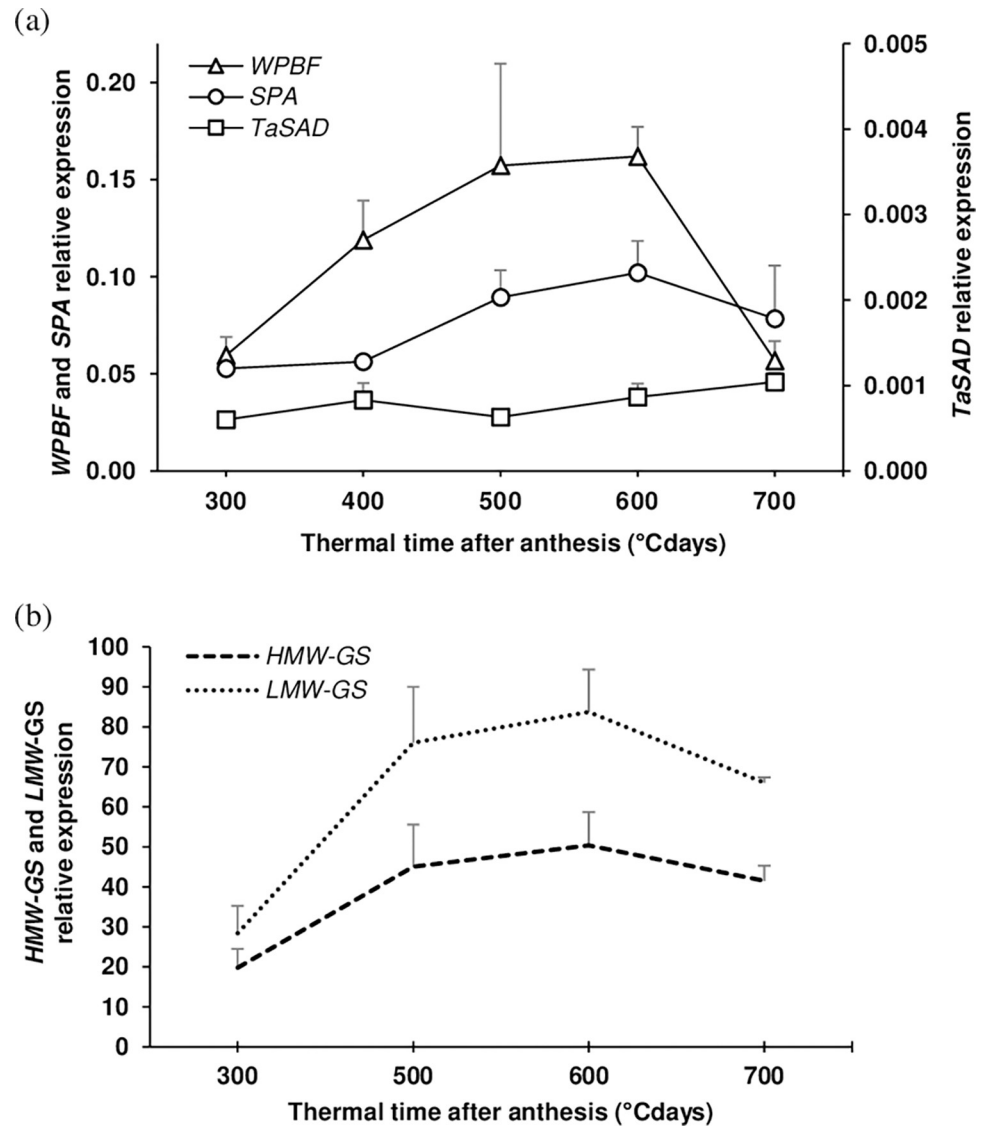 (a)
WPBF
SPA
TaSAD
WPBF and SPA relative expression
0.20
0.15
0.10
0.05
0.00
0.005
0.004
0.003
0.002
0.001
0.000
TaSAD relative expression
300 400 500 600 700
Thermal time after anthesis (°Cdays)
(b)
HMW-GS
LMW-GS
HMW-GS and LMW-GS
relative expression
100
90
80
70
60
50
40
30
20
10
0
300 500 600 700
Thermal time after anthesis (°Cdays)